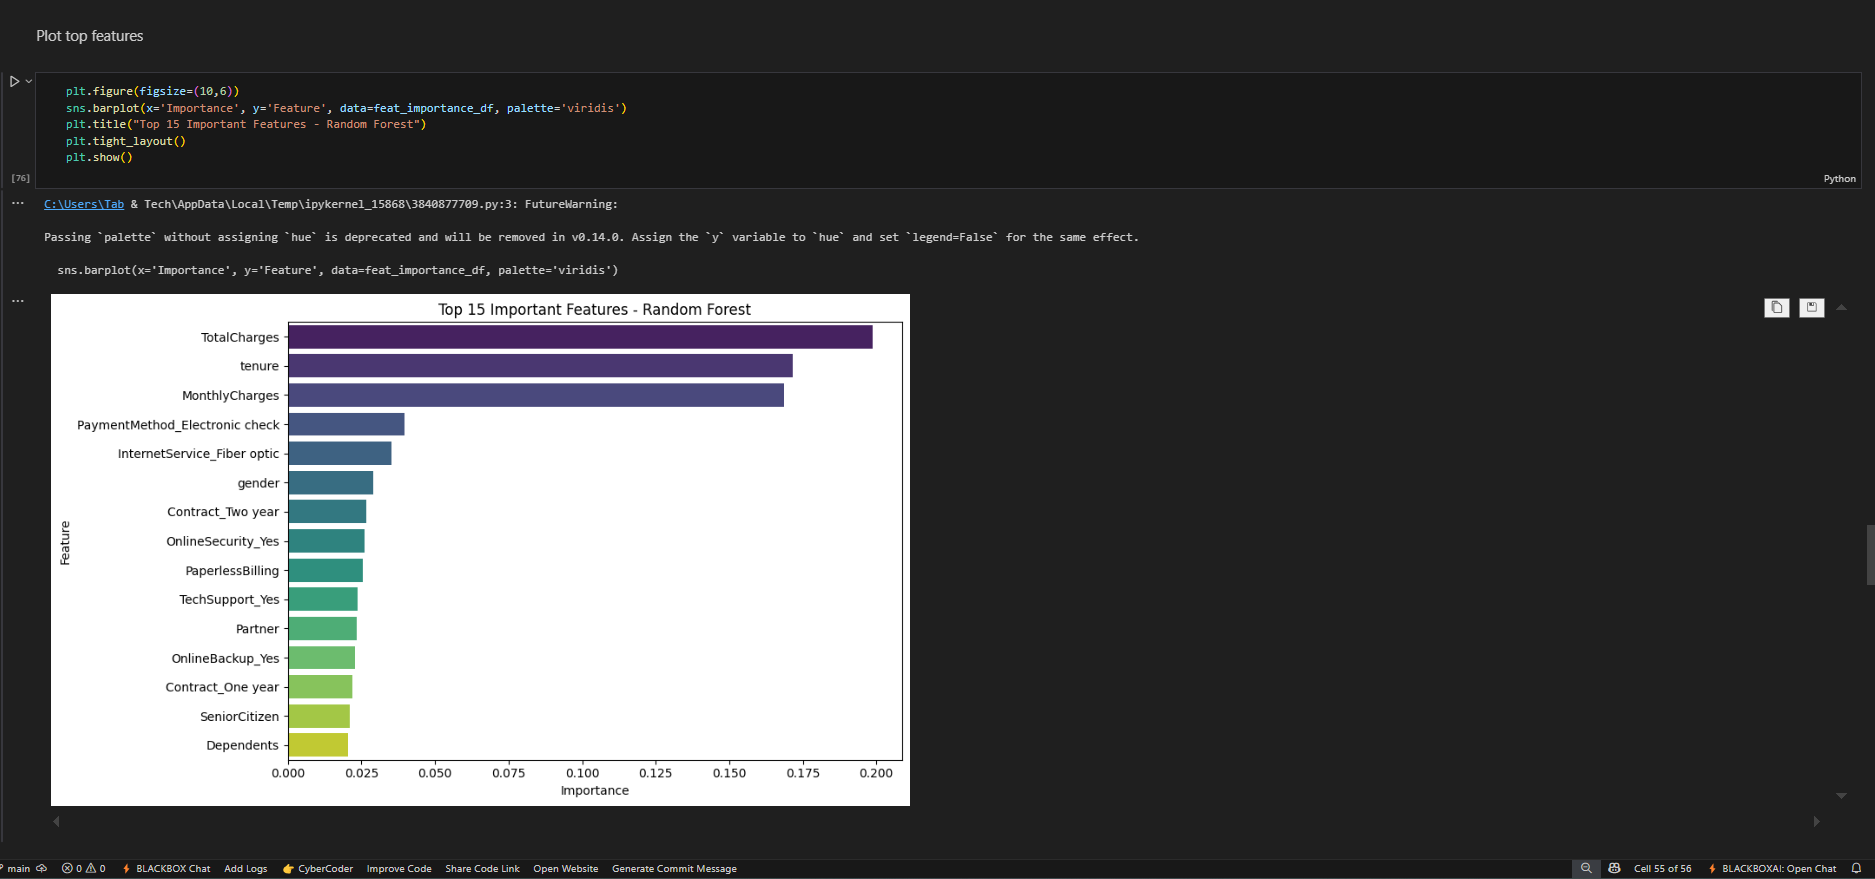 Plot top features
plt.figure(figsize=(10,6))
sns.barplot(x='Importance', y='Feature', data=feat_importance_df, palette='viridis')
plt.title("Top 15 Important Features - Random Forest")
plt.tight_layout()
plt.show()
[76]
Python
C:\Users\Tab & Tech\AppData\Local\Temp\ipykernel_15868\3840877709.py:3: FutureWarning:
Passing `palette` without assigning `hue` is deprecated and will be removed in v0.14.0. Assign the `y` variable to `hue` and set `legend=False` for the same effect.
sns.barplot(x='Importance', y='Feature', data=feat_importance_df, palette='viridis')
Top 15 Important Features - Random Forest
TotalCharges
tenure
MonthlyCharges
PaymentMethod_Electronic check
InternetService_Fiber optic
gender
Contract_Two year
OnlineSecurity_Yes
PaperlessBilling
TechSupport_Yes
Partner
OnlineBackup_Yes
Contract_One year
SeniorCitizen
Dependents
Feature
0.000 0.025 0.050 0.075 0.100 0.125 0.150 0.175 0.200
Importance
main 0 0 BLACKBOX Chat Add Logs CyberCoder Improve Code Share Code Link Open Website Generate Commit Message Cell 55 of 56 BLACKBOXAI: Open Chat